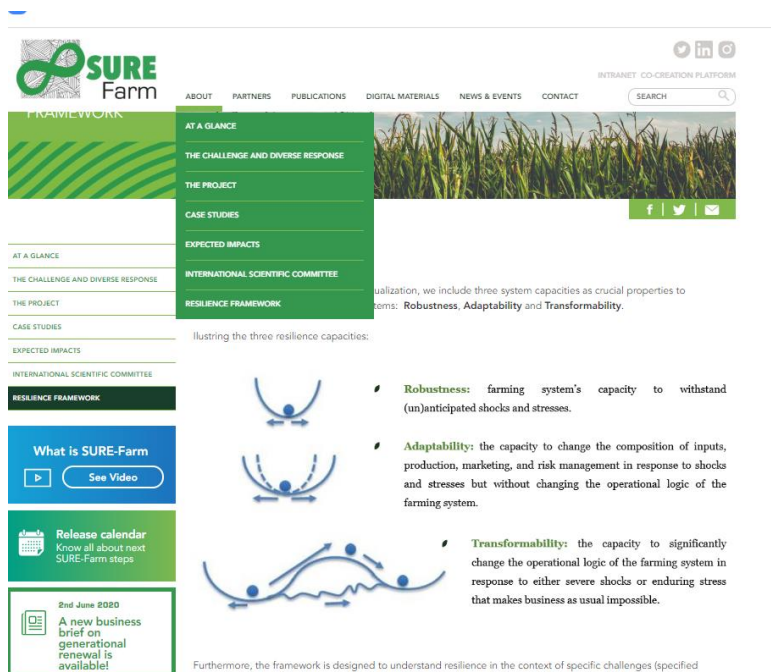 SURE
Farm
INTRANET CO-CREATION PLATFORM
ABOUT PARTNERS PUBLICATIONS DIGITAL MATERIALS NEWS & EVENTS CONTACT SEARCH
FRAMEWORK
AT A GLANCE
THE CHALLENGE AND DIVERSE RESPONSE
THE PROJECT
CASE STUDIES
EXPECTED IMPACTS
INTERNATIONAL SCIENTIFIC COMMITTEE
RESILIENCE FRAMEWORK
AT A GLANCE
THE CHALLENGE AND DIVERSE RESPONSE
THE PROJECT
CASE STUDIES
EXPECTED IMPACTS
INTERNATIONAL SCIENTIFIC COMMITTEE
RESILIENCE FRAMEWORK
What is SURE-Farm
See Video
Release calendar
Know all about next
SURE-Farm steps
2nd June 2020
A new business
brief on
generational
renewal is
available!
ualization, we include three system capacities as crucial properties to
tems: Robustness, Adaptability and Transformability.
llustring the three resilience capacities:
Robustness: farming system's capacity to withstand
(un)anticipated shocks and stresses.
Adaptability: the capacity to change the composition of inputs,
production, marketing, and risk management in response to shocks
and stresses but without changing the operational logic of the
farming system.
Transformability: the capacity to significantly
change the operational logic of the farming system in
response to either severe shocks or enduring stress
that makes business as usual impossible.
Furthermore, the framework is designed to understand resilience in the context of specific challenges (specified